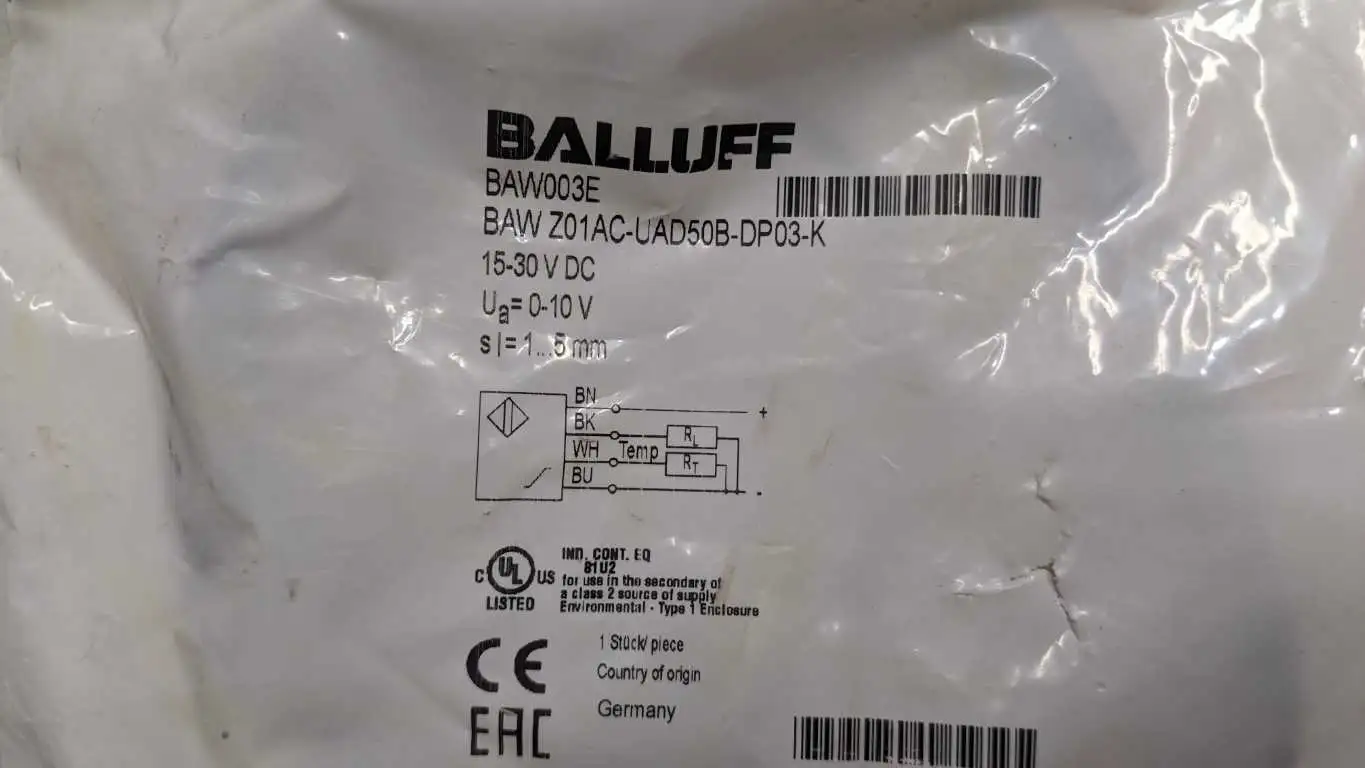 BALLUFF
BAW003E
BAW Z01AC-UAD50B-DP03-K
15-30 V DC
Ua= 0-10 V
sl= 1...5 mm
BN
+
BK
RL
WH Temp
RT
BU
-
C UL US
LISTED
IND. CONT. EQ
81U2
for use in the secondary of
a class 2 source of supply
Environmental - Type 1 Enclosure
CE
EAC
1 Stück/ piece
Country of origin
Germany